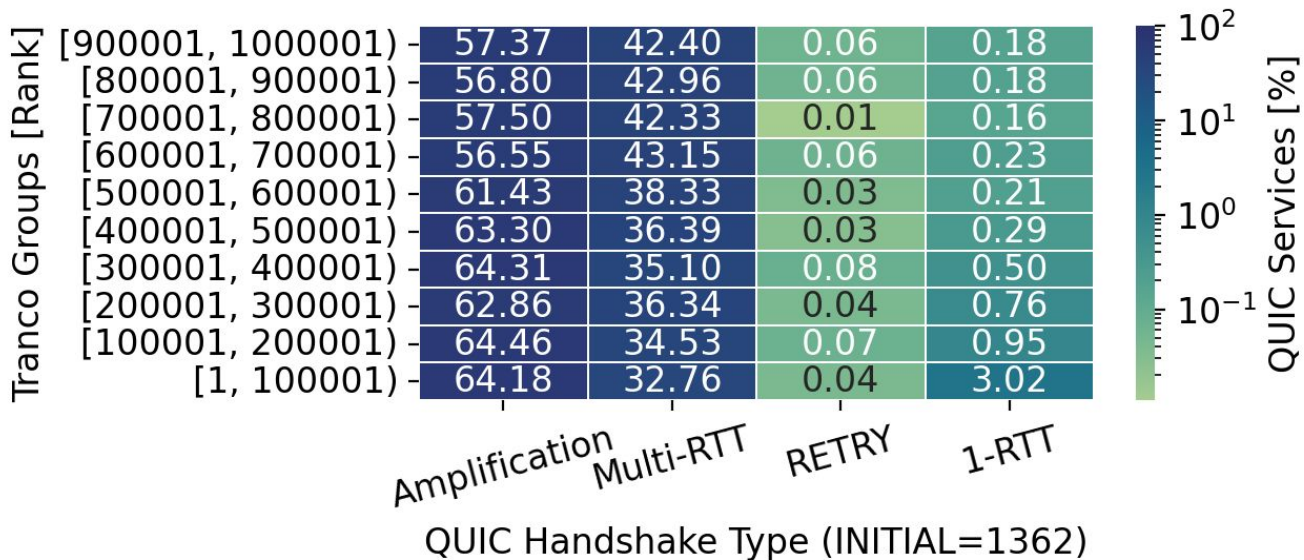 Tranco Groups [Rank]
[900001, 1000001) 57.37 42.40 0.06 0.18
[800001, 900001) 56.80 42.96 0.06 0.18
[700001, 800001) 57.50 42.33 0.01 0.16
[600001, 700001) 56.55 43.15 0.06 0.23
[500001, 600001) 61.43 38.33 0.03 0.21
[400001, 500001) 63.30 36.39 0.03 0.29
[300001, 400001) 64.31 35.10 0.08 0.50
[200001, 300001) 62.86 36.34 0.04 0.76
[100001, 200001) 64.46 34.53 0.07 0.95
[1, 100001) 64.18 32.76 0.04 3.02
Amplification Multi-RTT RETRY 1-RTT
QUIC Handshake Type (INITIAL=1362)
10²
10¹
10⁰
10⁻¹
QUIC Services [%]